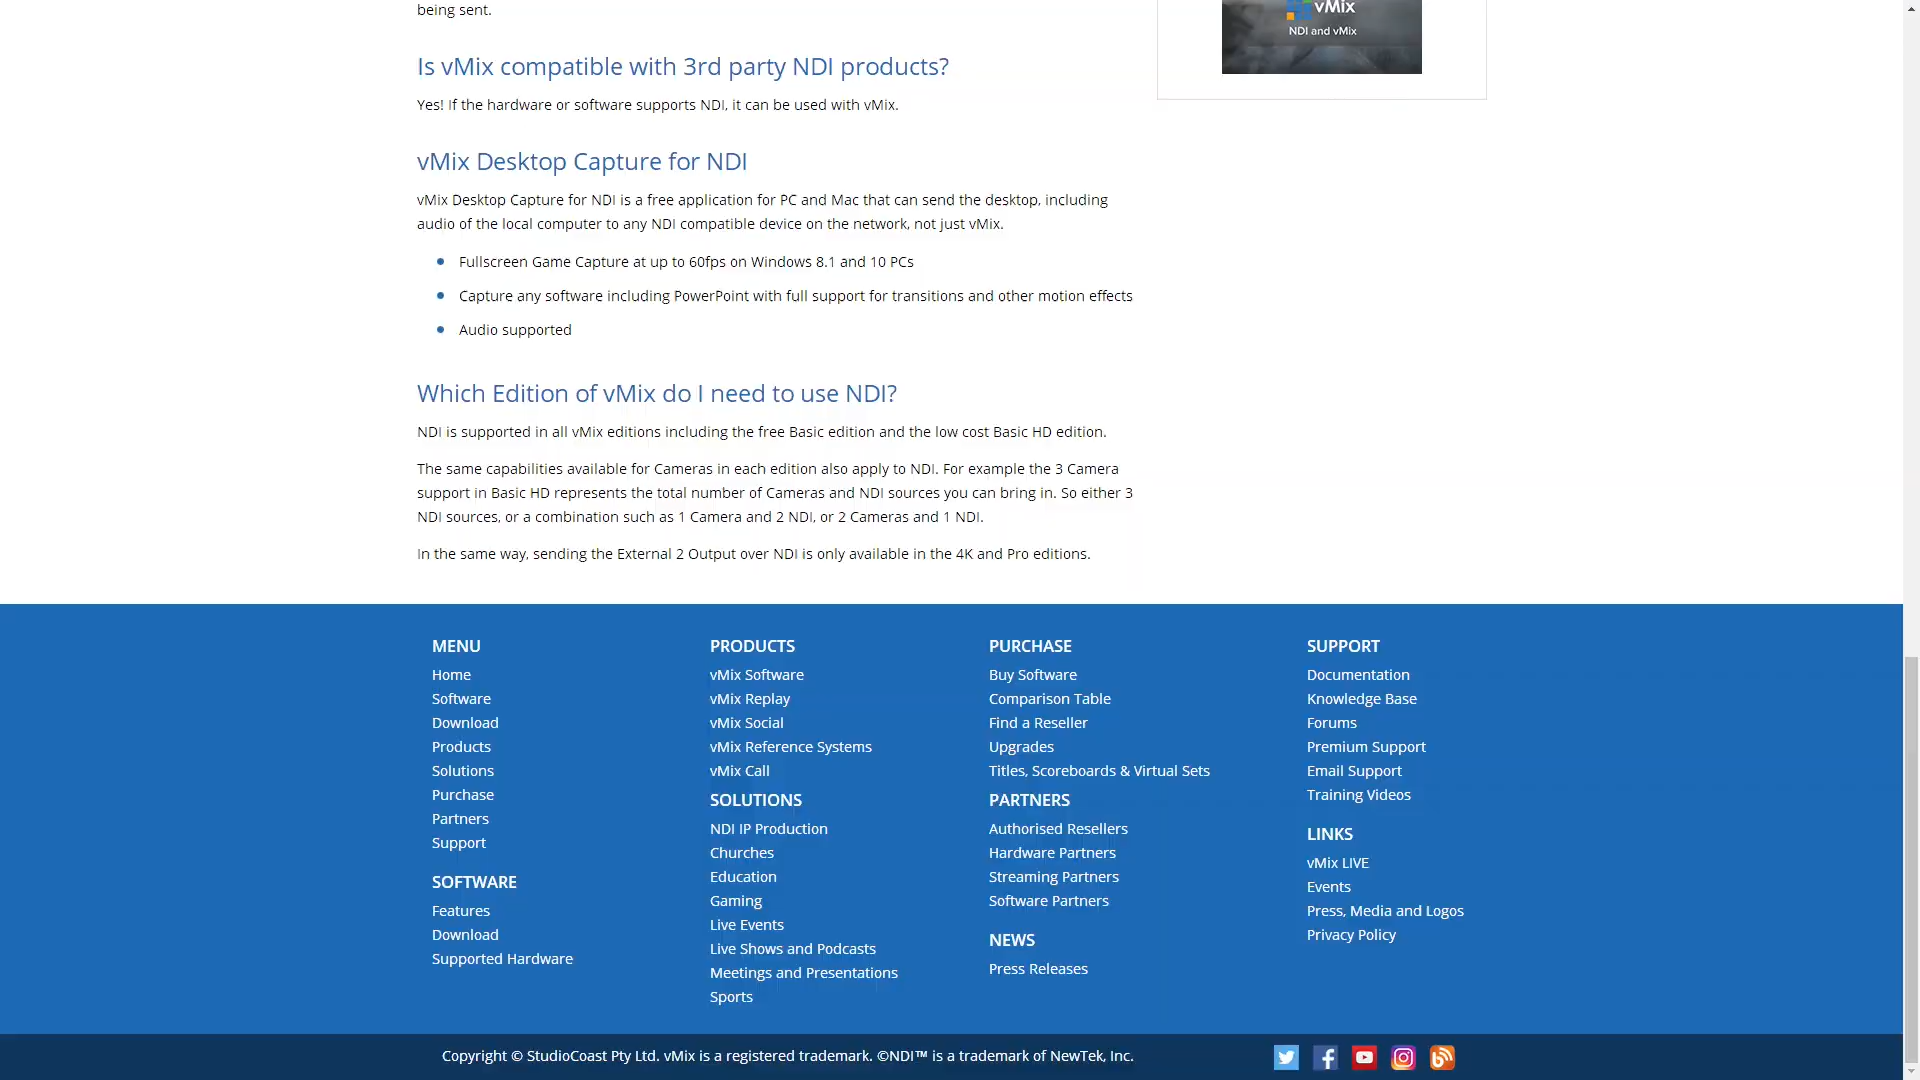 being sent.
vMix
NDI and vMix
Is vMix compatible with 3rd party NDI products?
Yes! If the hardware or software supports NDI, it can be used with vMix.
vMix Desktop Capture for NDI
vMix Desktop Capture for NDI is a free application for PC and Mac that can send the desktop, including
audio of the local computer to any NDI compatible device on the network, not just vMix.
Fullscreen Game Capture at up to 60fps on Windows 8.1 and 10 PCs
Capture any software including PowerPoint with full support for transitions and other motion effects
Audio supported
Which Edition of vMix do I need to use NDI?
NDI is supported in all vMix editions including the free Basic edition and the low cost Basic HD edition.
The same capabilities available for Cameras in each edition also apply to NDI. For example the 3 Camera
support in Basic HD represents the total number of Cameras and NDI sources you can bring in. So either 3
NDI sources, or a combination such as 1 Camera and 2 NDI, or 2 Cameras and 1 NDI.
In the same way, sending the External 2 Output over NDI is only available in the 4K and Pro editions.
MENU
Home
Software
Download
Products
Solutions
Purchase
Partners
Support
SOFTWARE
Features
Download
Supported Hardware
PRODUCTS
vMix Software
vMix Replay
vMix Social
vMix Reference Systems
vMix Call
SOLUTIONS
NDI IP Production
Churches
Education
Gaming
Live Events
Live Shows and Podcasts
Meetings and Presentations
Sports
PURCHASE
Buy Software
Comparison Table
Find a Reseller
Upgrades
Titles, Scoreboards & Virtual Sets
PARTNERS
Authorised Resellers
Hardware Partners
Streaming Partners
Software Partners
NEWS
Press Releases
SUPPORT
Documentation
Knowledge Base
Forums
Premium Support
Email Support
Training Videos
LINKS
vMix LIVE
Events
Press, Media and Logos
Privacy Policy
Copyright © StudioCoast Pty Ltd. vMix is a registered trademark. ©NDI™ is a trademark of NewTek, Inc.